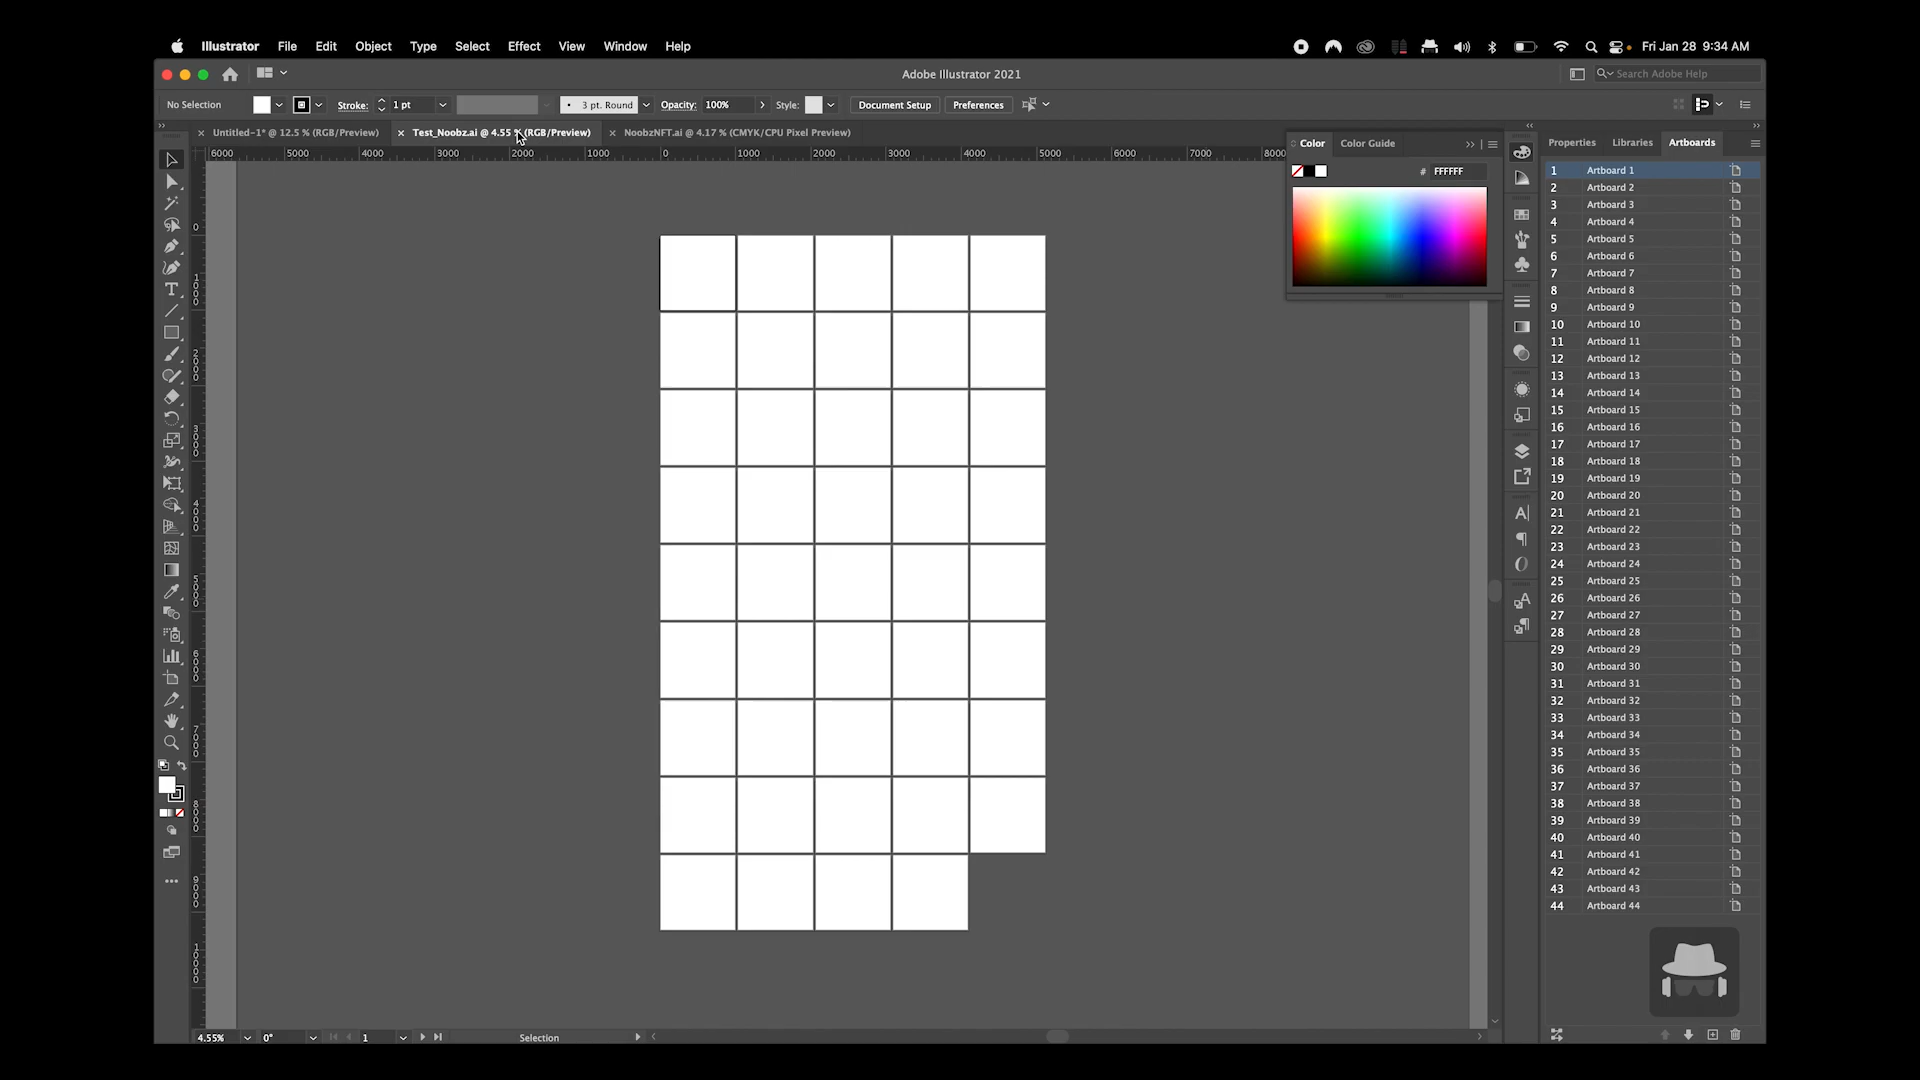 Illustrator File Edit Object Type Select Effect View Window Help
Fri Jan 28 9:34 AM
Adobe Illustrator 2021
Search Adobe Help
No Selection Stroke: 1 pt 3 pt. Round Opacity: 100% Style: Document Setup Preferences
Untitled-1* @ 12.5 % (RGB/Preview) Test_Noobz.ai @ 4.55 % (RGB/Preview) NoobzNFT.ai @ 4.17 % (CMYK/CPU Pixel Preview)
6000 5000 4000 3000 2000 1000 0 1000 2000 3000 4000 5000 6000 7000 8000
0
1000
2000
3000
4000
5000
6000
7000
8000
9000
10000
Color Color Guide
# FFFFFF
Properties Libraries Artboards
1 Artboard 1
2 Artboard 2
3 Artboard 3
4 Artboard 4
5 Artboard 5
6 Artboard 6
7 Artboard 7
8 Artboard 8
9 Artboard 9
10 Artboard 10
11 Artboard 11
12 Artboard 12
13 Artboard 13
14 Artboard 14
15 Artboard 15
16 Artboard 16
17 Artboard 17
18 Artboard 18
19 Artboard 19
20 Artboard 20
21 Artboard 21
22 Artboard 22
23 Artboard 23
24 Artboard 24
25 Artboard 25
26 Artboard 26
27 Artboard 27
28 Artboard 28
29 Artboard 29
30 Artboard 30
31 Artboard 31
32 Artboard 32
33 Artboard 33
34 Artboard 34
35 Artboard 35
36 Artboard 36
37 Artboard 37
38 Artboard 38
39 Artboard 39
40 Artboard 40
41 Artboard 41
42 Artboard 42
43 Artboard 43
44 Artboard 44
4.55% 0° 1 Selection